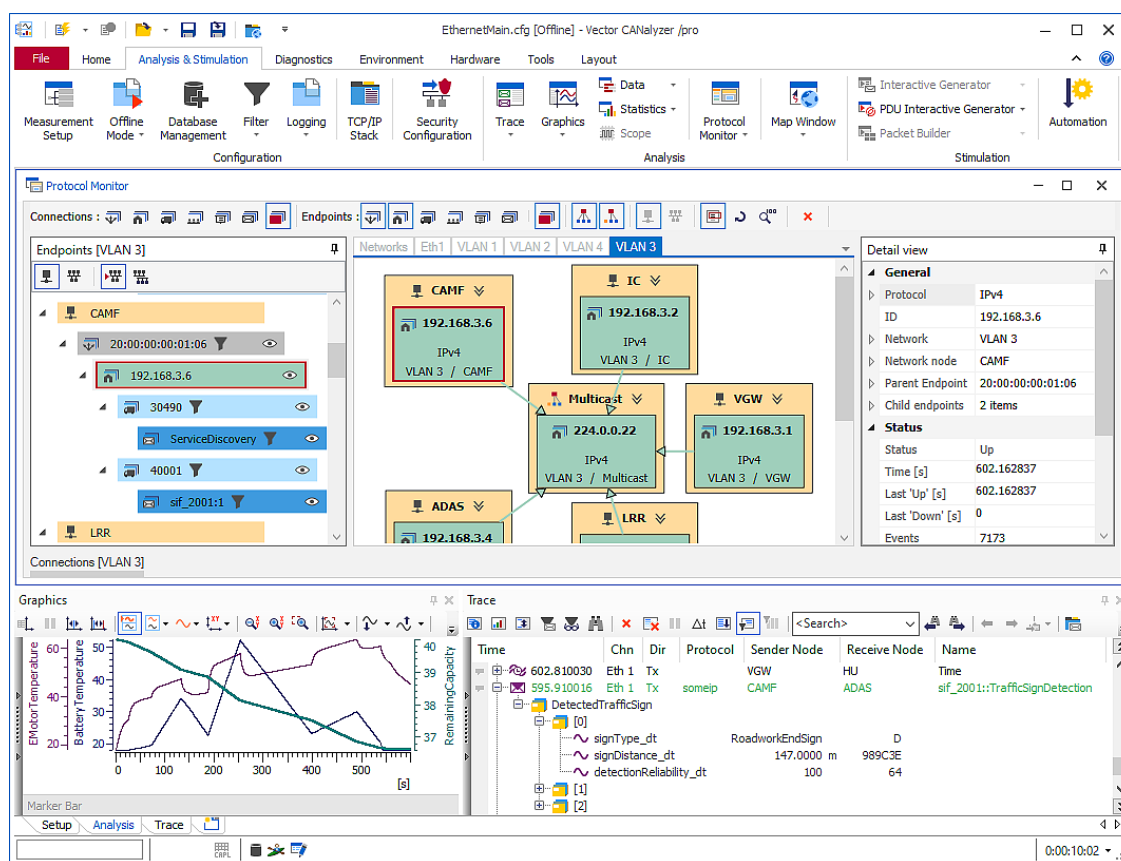 EthernetMain.cfg [Offline] - Vector CANalyzer /pro
File Home Analysis & Stimulation Diagnostics Environment Hardware Tools Layout
Measurement Setup
Offline Mode
Database Management
Filter
Logging
TCP/IP Stack
Security Configuration
Trace
Graphics
Data
Statistics
Scope
Protocol Monitor
Map Window
Interactive Generator
PDU Interactive Generator
Packet Builder
Automation
Configuration
Analysis
Stimulation
Protocol Monitor
Connections :
Endpoints :
Endpoints [VLAN 3]
CAMF
20:00:00:00:01:06
192.168.3.6
30490
ServiceDiscovery
40001
sif_2001:1
LRR
Networks Eth1 VLAN 1 VLAN 2 VLAN 4 VLAN 3
CAMF
192.168.3.6
IPv4
VLAN 3 / CAMF
IC
192.168.3.2
IPv4
VLAN 3 / IC
Multicast
224.0.0.22
IPv4
VLAN 3 / Multicast
VGW
192.168.3.1
IPv4
VLAN 3 / VGW
ADAS
192.168.3.4
LRR
Detail view
General
Protocol IPv4
ID 192.168.3.6
Network VLAN 3
Network node CAMF
Parent Endpoint 20:00:00:00:01:06
Child endpoints 2 items
Status
Status Up
Time [s] 602.162837
Last 'Up' [s] 602.162837
Last 'Down' [s] 0
Events 7173
Connections [VLAN 3]
Graphics
EMotorTemperature
60
40
20
BatteryTemperature
50
40
30
20
40
39
38
37
RemainingCapacity
0 100 200 300 400 500
[s]
Marker Bar
Trace
Δt
<Search>
Time Chn Dir Protocol Sender Node Receive Node Name
602.810030 Eth 1 Tx VGW HU Time
595.910016 Eth 1 Tx someip CAMF ADAS sif_2001::TrafficSignDetection
DetectedTrafficSign
[0]
signType_dt RoadworkEndSign D
signDistance_dt 147.0000 m 989C3E
detectionReliability_dt 100 64
[1]
[2]
Setup Analysis Trace
CAPL
0:00:10:02